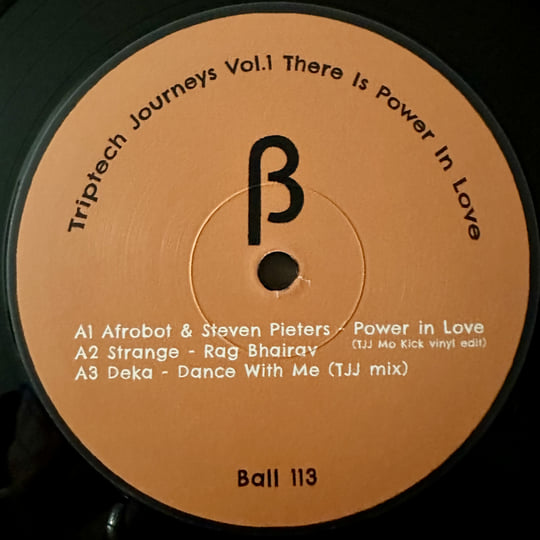 Triptech Journeys Vol.1 There Is Power In Love
β
A1 Afrobot & Steven Pieters - Power in Love
(TJJ Mo Kick vinyl edit)
A2 Strange - Rag Bhairav
A3 Deka - Dance With Me (TJJ mix)
Ball 113